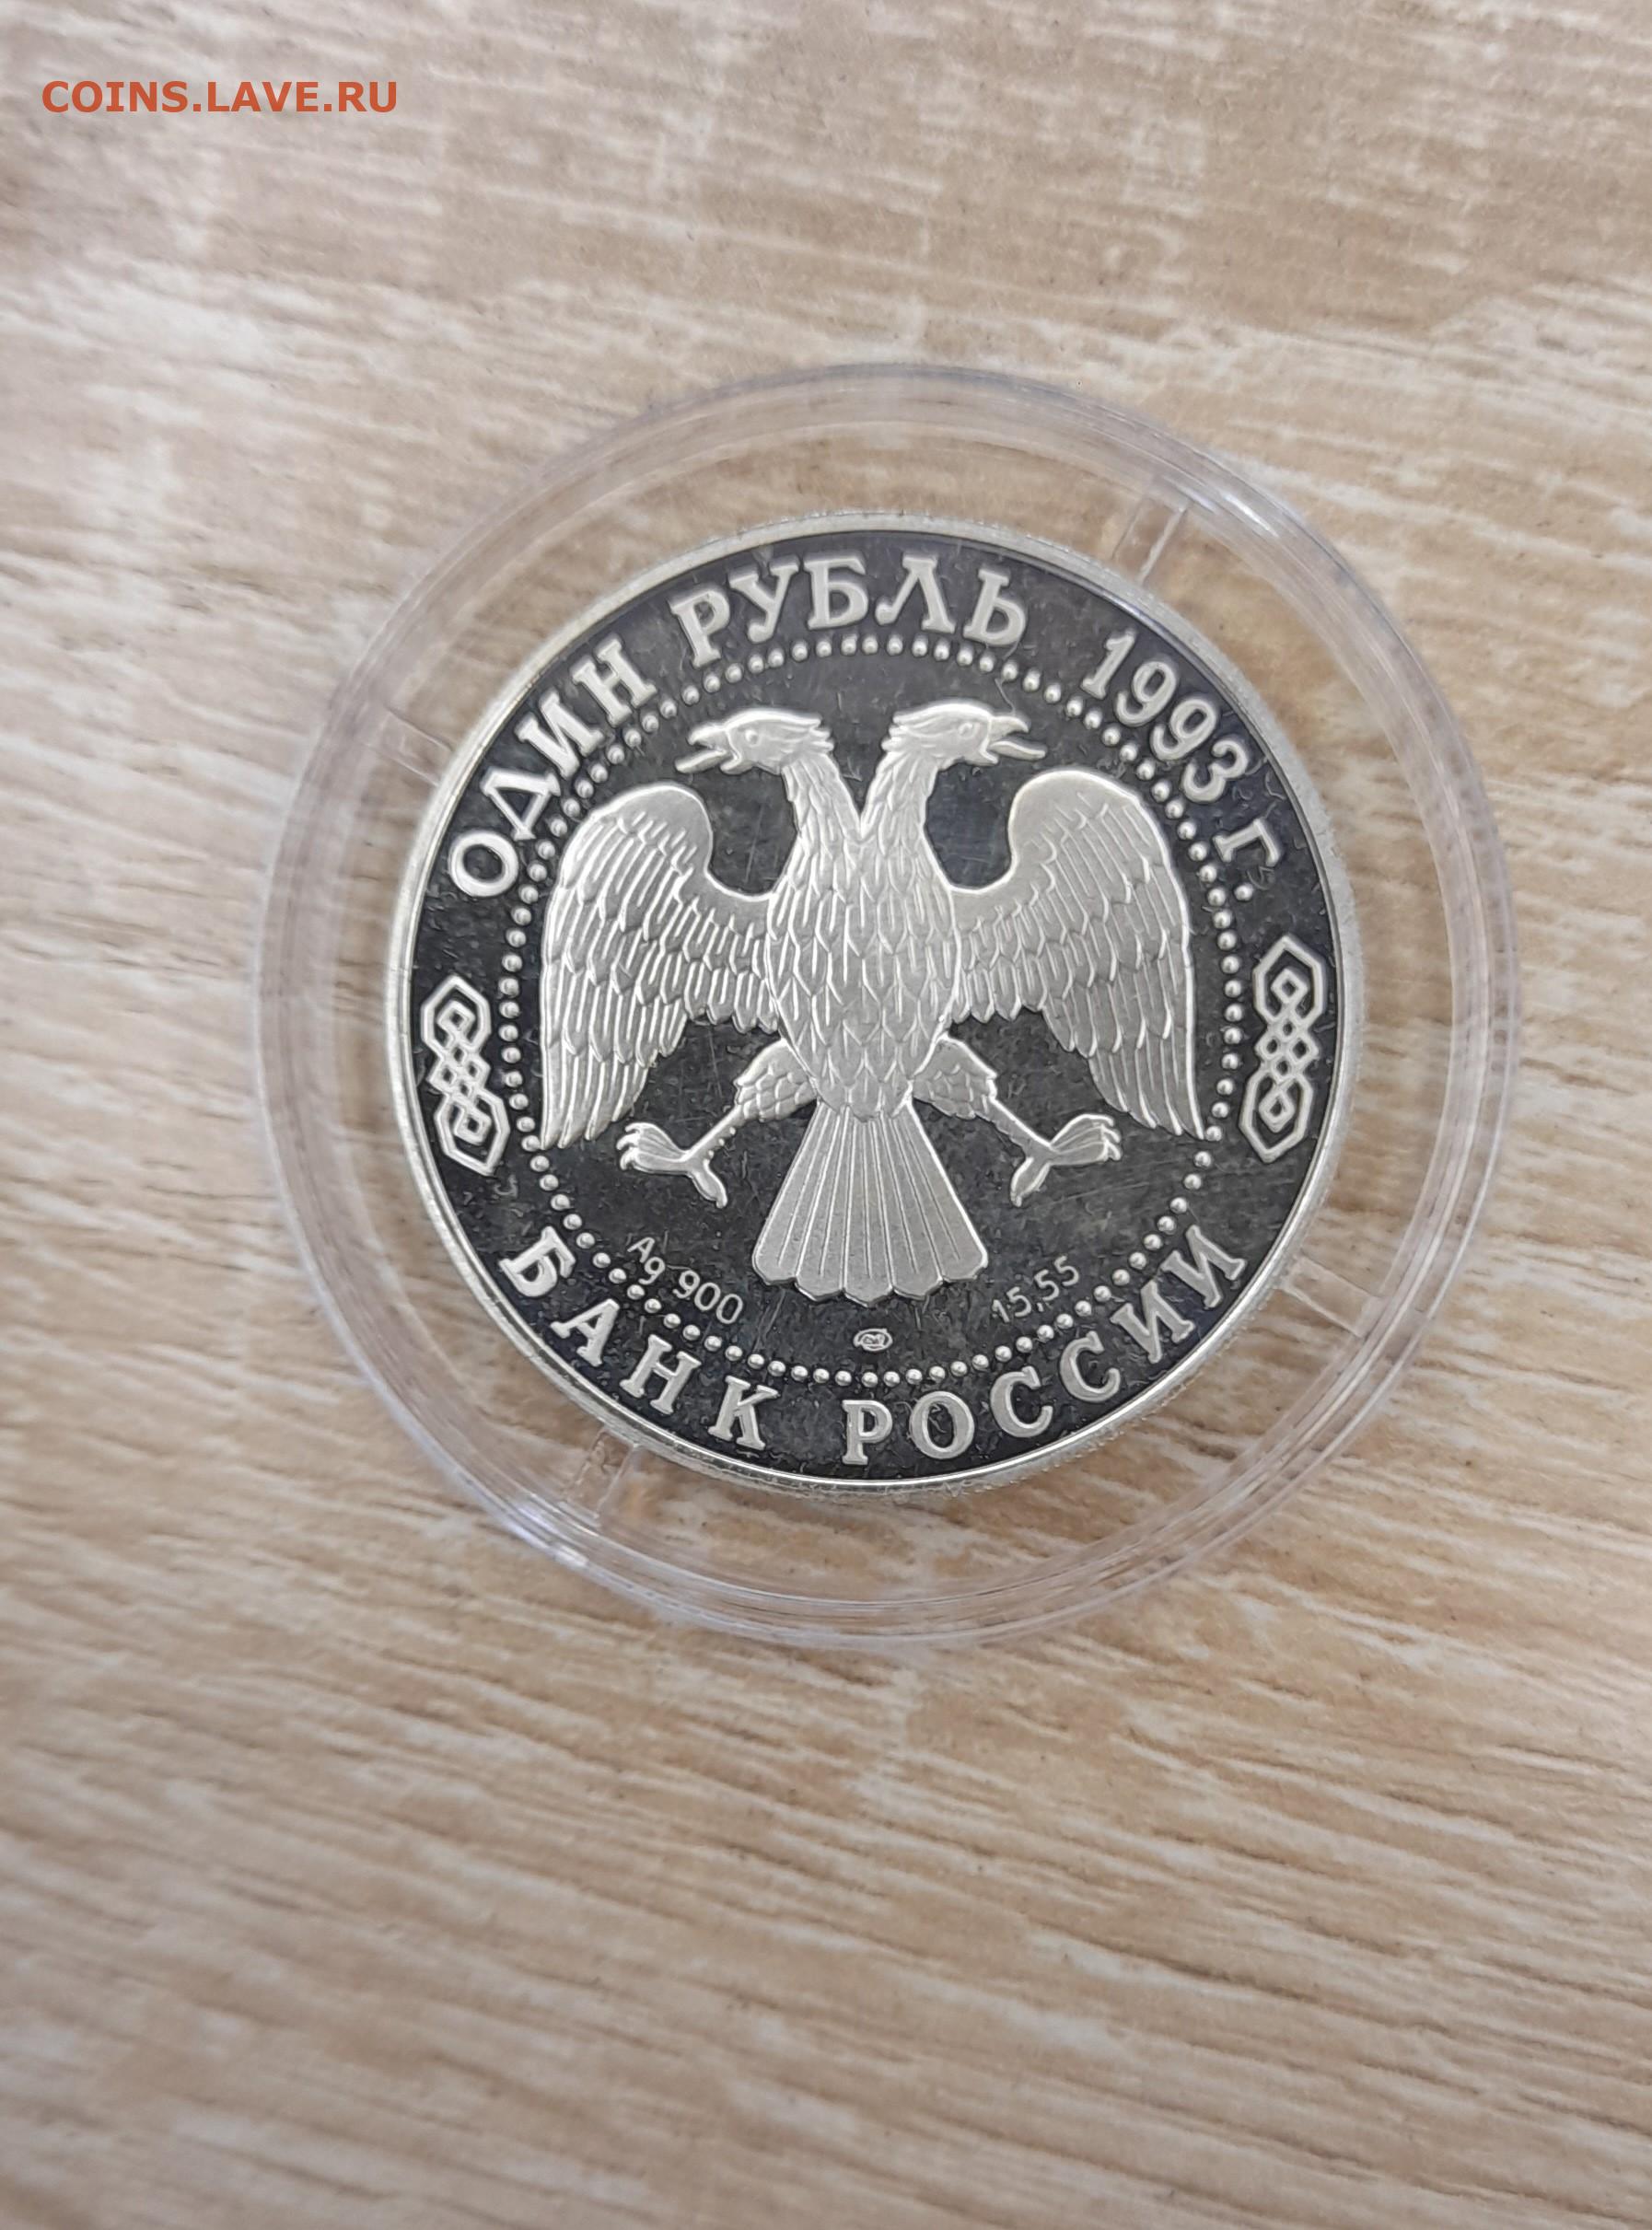 COINS.LAVE.RU
ОДИН РУБЛЬ 1993 г.
Ag 900
15,55
БАНК РОССИИ